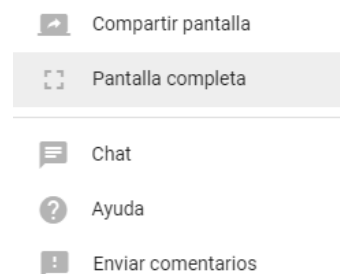 Compartir pantalla
Pantalla completa
Chat
Ayuda
Enviar comentarios